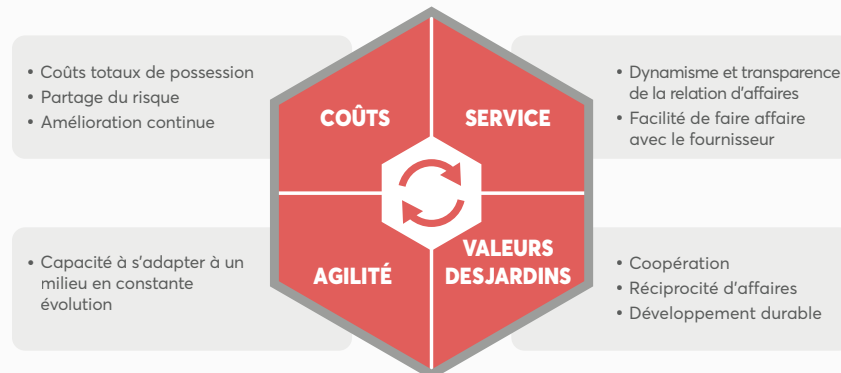 • Coûts totaux de possession
• Partage du risque
• Amélioration continue
COÛTS
SERVICE
• Dynamisme et transparence
de la relation d'affaires
• Facilité de faire affaire
avec le fournisseur
• Capacité à s'adapter à un
milieu en constante
évolution
AGILITÉ
VALEURS
DESJARDINS
• Coopération
• Réciprocité d'affaires
• Développement durable